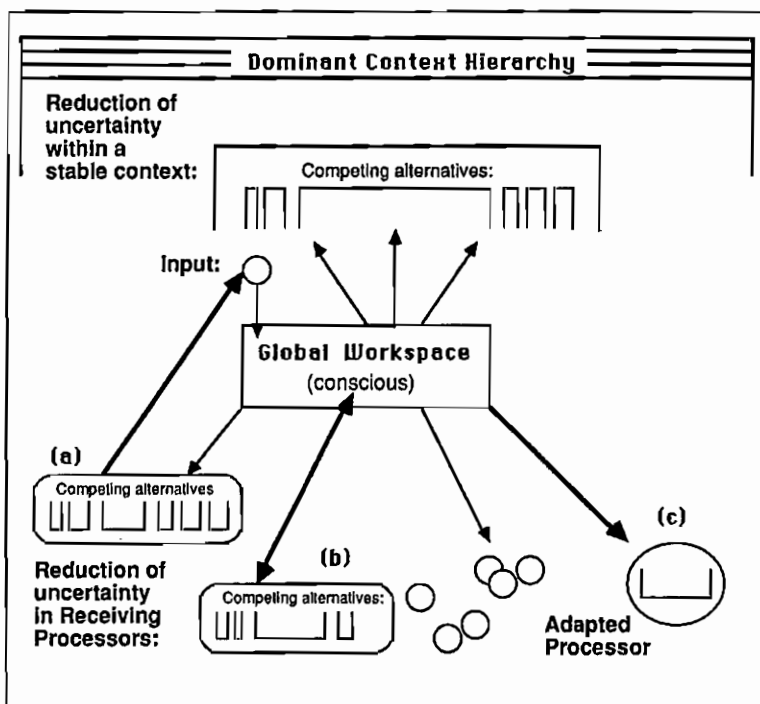 Dominant Context Hierarchy
Reduction of
uncertainty
within a
stable context:
Competing alternatives:
Input:
Global Workspace
(conscious)
(a)
Competing alternatives
Reduction of
uncertainty
in Receiving
Processors:
(b)
Competing alternatives:
(c)
Adapted
Processor